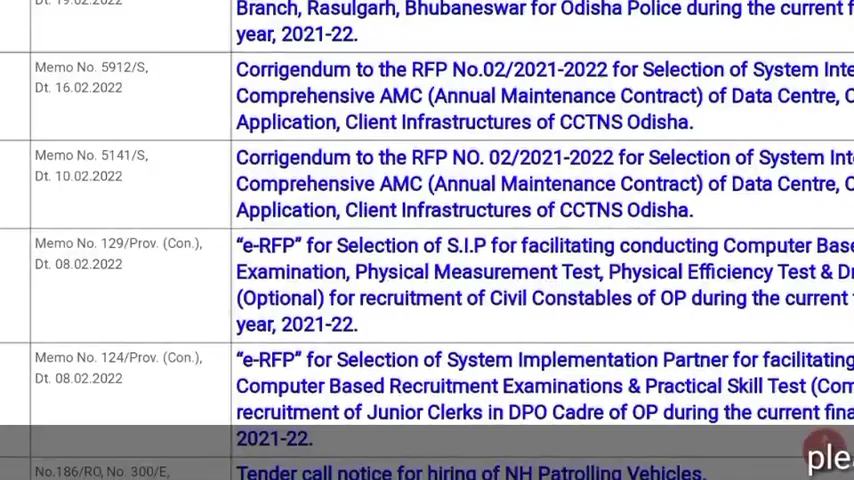 Branch, Rasulgarh, Bhubaneswar for Odisha Police during the current
year, 2021-22.
Memo No. 5912/S,
Dt. 16.02.2022
Corrigendum to the RFP No.02/2021-2022 for Selection of System
Comprehensive AMC (Annual Maintenance Contract) of Data Centre,
Application, Client Infrastructures of CCTNS Odisha.
Memo No. 5141/S,
Dt. 10.02.2022
Corrigendum to the RFP NO. 02/2021-2022 for Selection of System
Comprehensive AMC (Annual Maintenance Contract) of Data Centre,
Application, Client Infrastructures of CCTNS Odisha.
Memo No. 129/Prov. (Con.),
Dt. 08.02.2022
“e-RFP” for Selection of S.I.P for facilitating conducting Computer
Examination, Physical Measurement Test, Physical Efficiency Test &
(Optional) for recruitment of Civil Constables of OP during the current
year, 2021-22.
Memo No. 124/Prov. (Con.),
Dt. 08.02.2022
“e-RFP” for Selection of System Implementation Partner for facilitating
Computer Based Recruitment Examinations & Practical Skill Test
recruitment of Junior Clerks in DPO Cadre of OP during the current
2021-22.
No.186/RO, No. 300/E,
Tender call notice for hiring of NH Patrolling Vehicles.